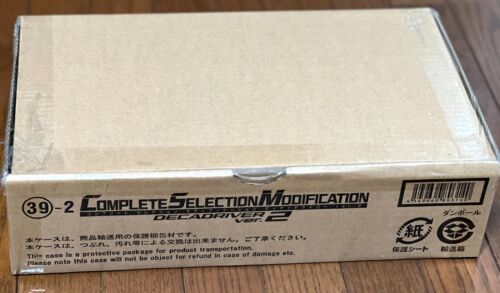 39-2 COMPLETE SELECTION MODIFICATION
DECADRIVER
ver.2
本ケースは、商品輸送用の保護梱包材です。
本ケースに、つぶれ、汚れ等による交換は出来ません。ご了承ください。
This case is a protective package for product transportation.
Please note this case will not be object for refund in case of damage etc.
ダンボール
紙
保護シート
輸送箱